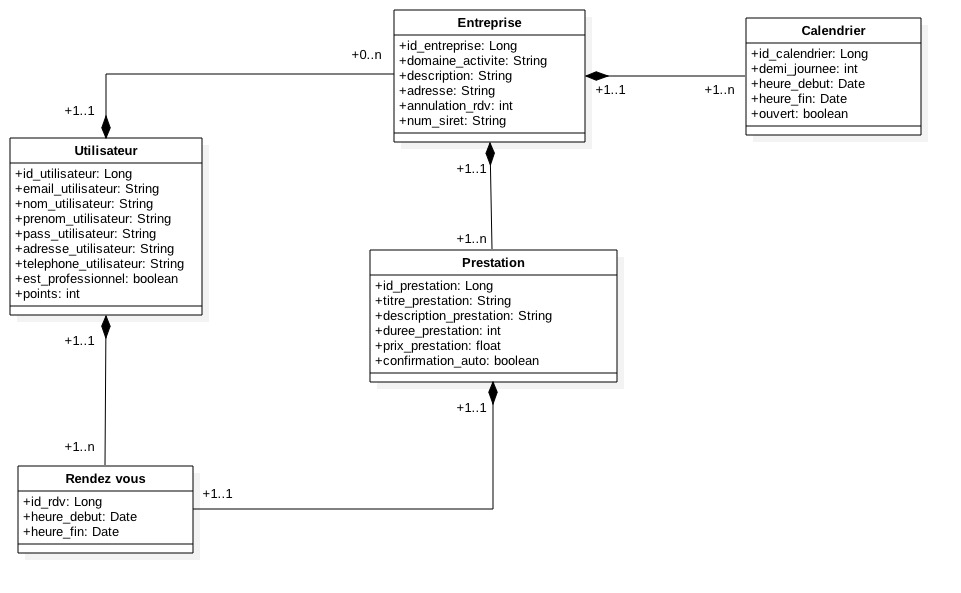 Entreprise
+id_entreprise: Long
+domaine_activite: String
+description: String
+adresse: String
+annulation_rdv: int
+num_siret: String
Calendrier
+id_calendrier: Long
+demi_journee: int
+heure_debut: Date
+heure_fin: Date
+ouvert: boolean
+0..n
+1..1
+1..1
+1..n
Utilisateur
+id_utilisateur: Long
+email_utilisateur: String
+nom_utilisateur: String
+prenom_utilisateur: String
+pass_utilisateur: String
+adresse_utilisateur: String
+telephone_utilisateur: String
+est_professionnel: boolean
+points: int
+1..1
+1..n
Prestation
+id_prestation: Long
+titre_prestation: String
+description_prestation: String
+duree_prestation: int
+prix_prestation: float
+confirmation_auto: boolean
+1..1
+1..n
+1..1
+1..1
Rendez vous
+id_rdv: Long
+heure_debut: Date
+heure_fin: Date